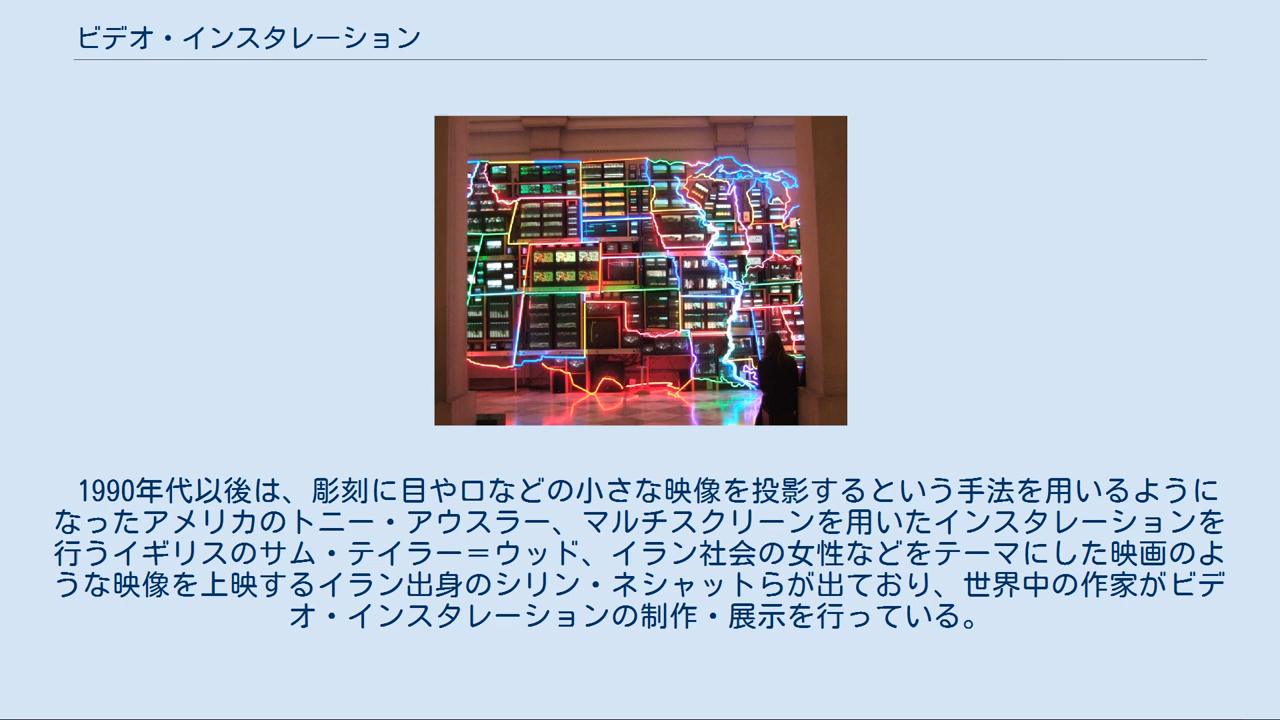 ビデオ・インスタレーション
1990年代以後は、彫刻に目や口などの小さな映像を投影するという手法を用いるように
なったアメリカのトニー・アウスラー、マルチスクリーンを用いたインスタレーションを
行うイギリスのサム・テイラー＝ウッド、イラン社会の女性などをテーマにした映画のよ
うな映像を上映するイラン出身のシリン・ネシャットらが出ており、世界中の作家がビデ
オ・インスタレーションの制作・展示を行っている。